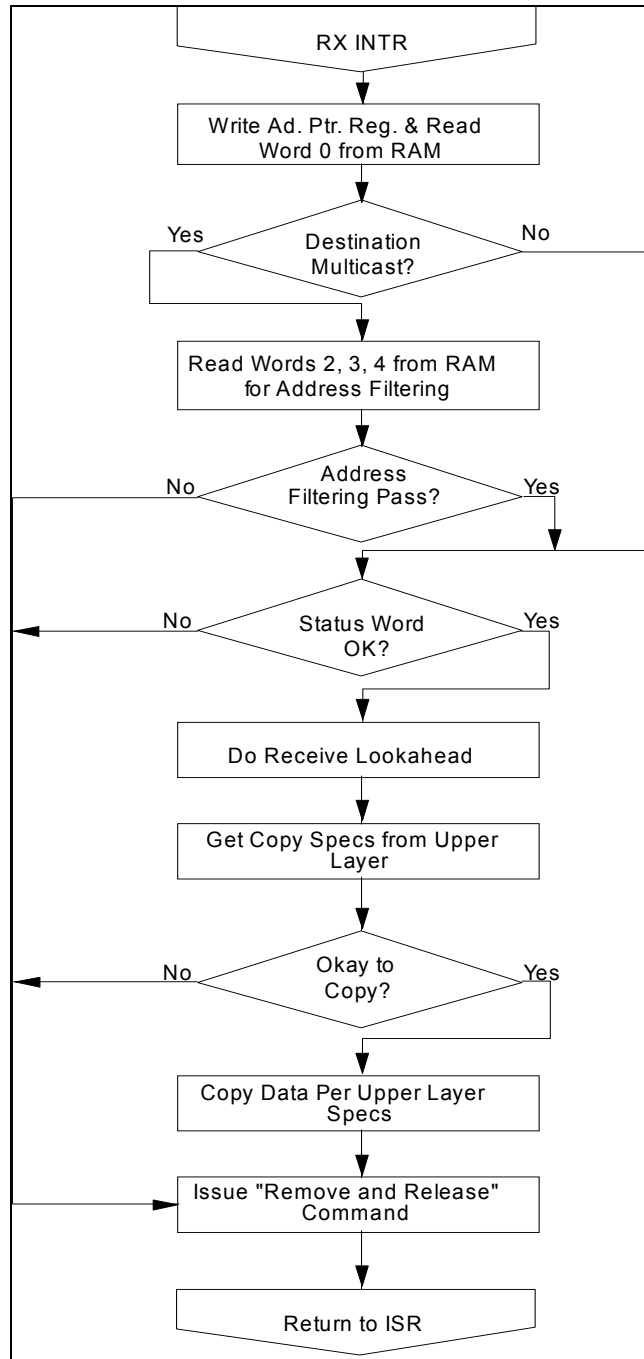 RX INTR
Write Ad. Ptr. Reg. & Read
Word 0 from RAM
Yes
No
Destination
Multicast?
Read Words 2, 3, 4 from RAM
for Address Filtering
No
Address
Filtering Pass?
Yes
No
Status Word
OK?
Yes
Do Receive Lookahead
Get Copy Specs from Upper
Layer
No
Okay to
Copy?
Yes
Copy Data Per Upper Layer
Specs
Issue "Remove and Release"
Command
Return to ISR